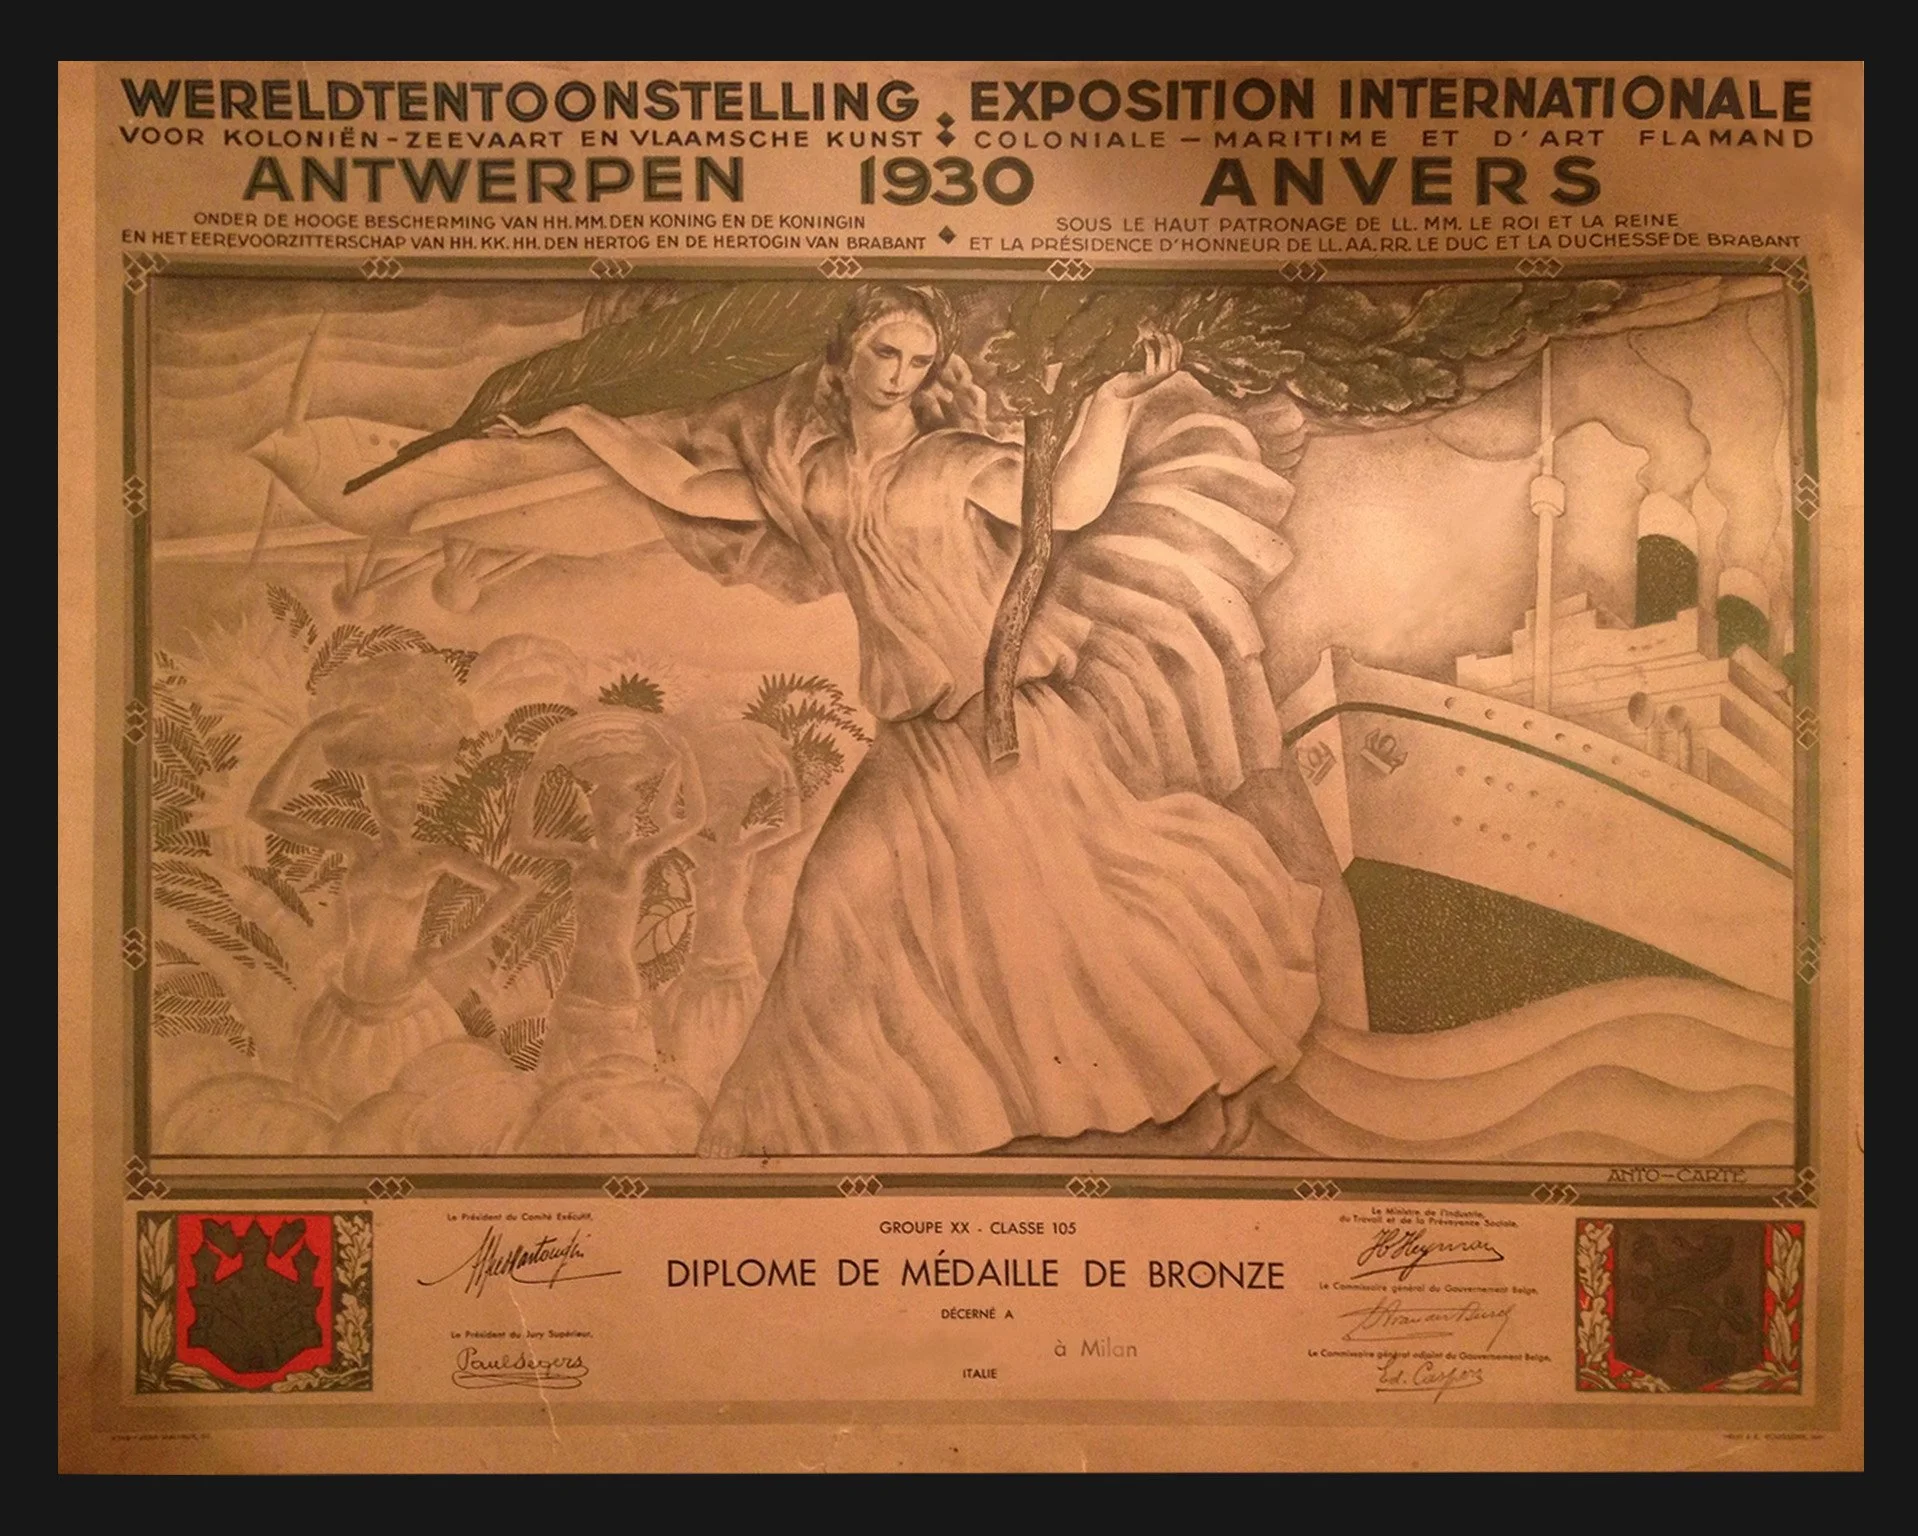 WERELDTENTOONSTELLING
VOOR KOLONIËN-ZEEVAART EN VLAAMSCHE KUNST
EXPOSITION INTERNATIONALE
COLONIALE — MARITIME ET D'ART FLAMAND
ANTWERPEN 1930 ANVERS
ONDER DE HOOGE BESCHERMING VAN HH.MM. DEN KONING EN DE KONINGIN
EN HET EEREVOORZITTERSCHAP VAN HH. KK. HH. DEN HERTOG EN DE HERTOGIN VAN BRABANT
SOUS LE HAUT PATRONAGE DE LL. MM. LE ROI ET LA REINE
ET LA PRÉSIDENCE D'HONNEUR DE LL. AA. RR. LE DUC ET LA DUCHESSE DE BRABANT
ANTO-CARTE
Le Président du Comité Exécutif,
Le Président du Jury Supérieur,
Paul Segers
GROUPE XX - CLASSE 105
DIPLOME DE MÉDAILLE DE BRONZE
DÉCERNÉ A
à Milan
ITALIE
Le Ministre de l'Industrie,
du Travail et de la Prévoyance Sociale,
H Heyman
Le Commissaire général du Gouvernement Belge,
Le Commissaire général adjoint du Gouvernement Belge,
Ed. Caspers